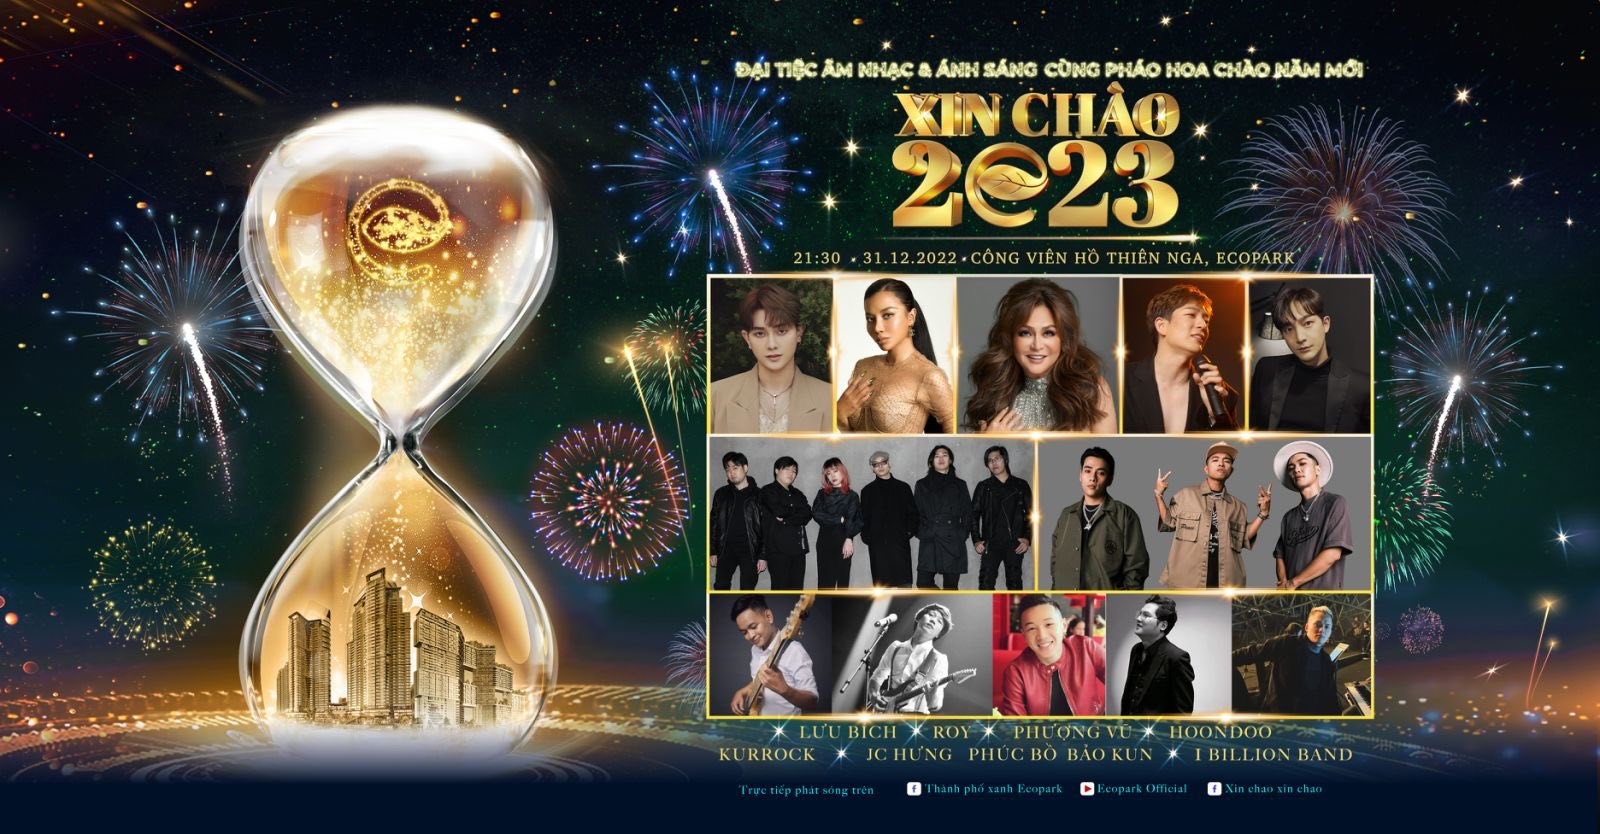 ĐẠI TIỆC ÂM NHẠC & ÁNH SÁNG CÙNG PHÁO HOA CHÀO NĂM MỚI
XIN CHÀO
2023
21:30 • 31.12.2022 • CÔNG VIÊN HỒ THIÊN NGA, ECOPARK
LƯU BÍCH ROY PHƯỢNG VŨ HOONDOO
KURROCK JC HƯNG PHÚC BỒ BẢO KUN I BILLION BAND
Trực tiếp phát sóng trên Thành phố xanh Ecopark Ecopark Official Xin chao xin chao